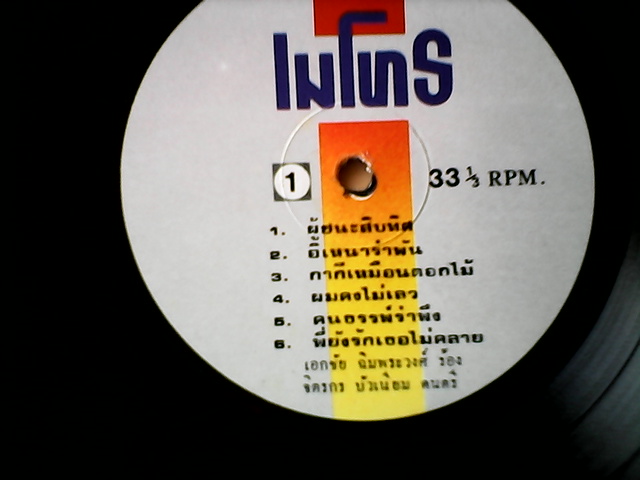 เมโทร
1 33 ⅓ RPM.
1. ผู้ชนะสิบทิศ
2. อิเหนารำพัน
3. กากีเหมือนดอกไม้
4. ผมคงไม่เลว
5. คนธรรพ์รำพึง
6. พี่ยังรักเธอไม่คลาย
เอกชัย ฉิมพระวงศ์ ร้อง
จิตรกร บัวเนียม ดนตรี